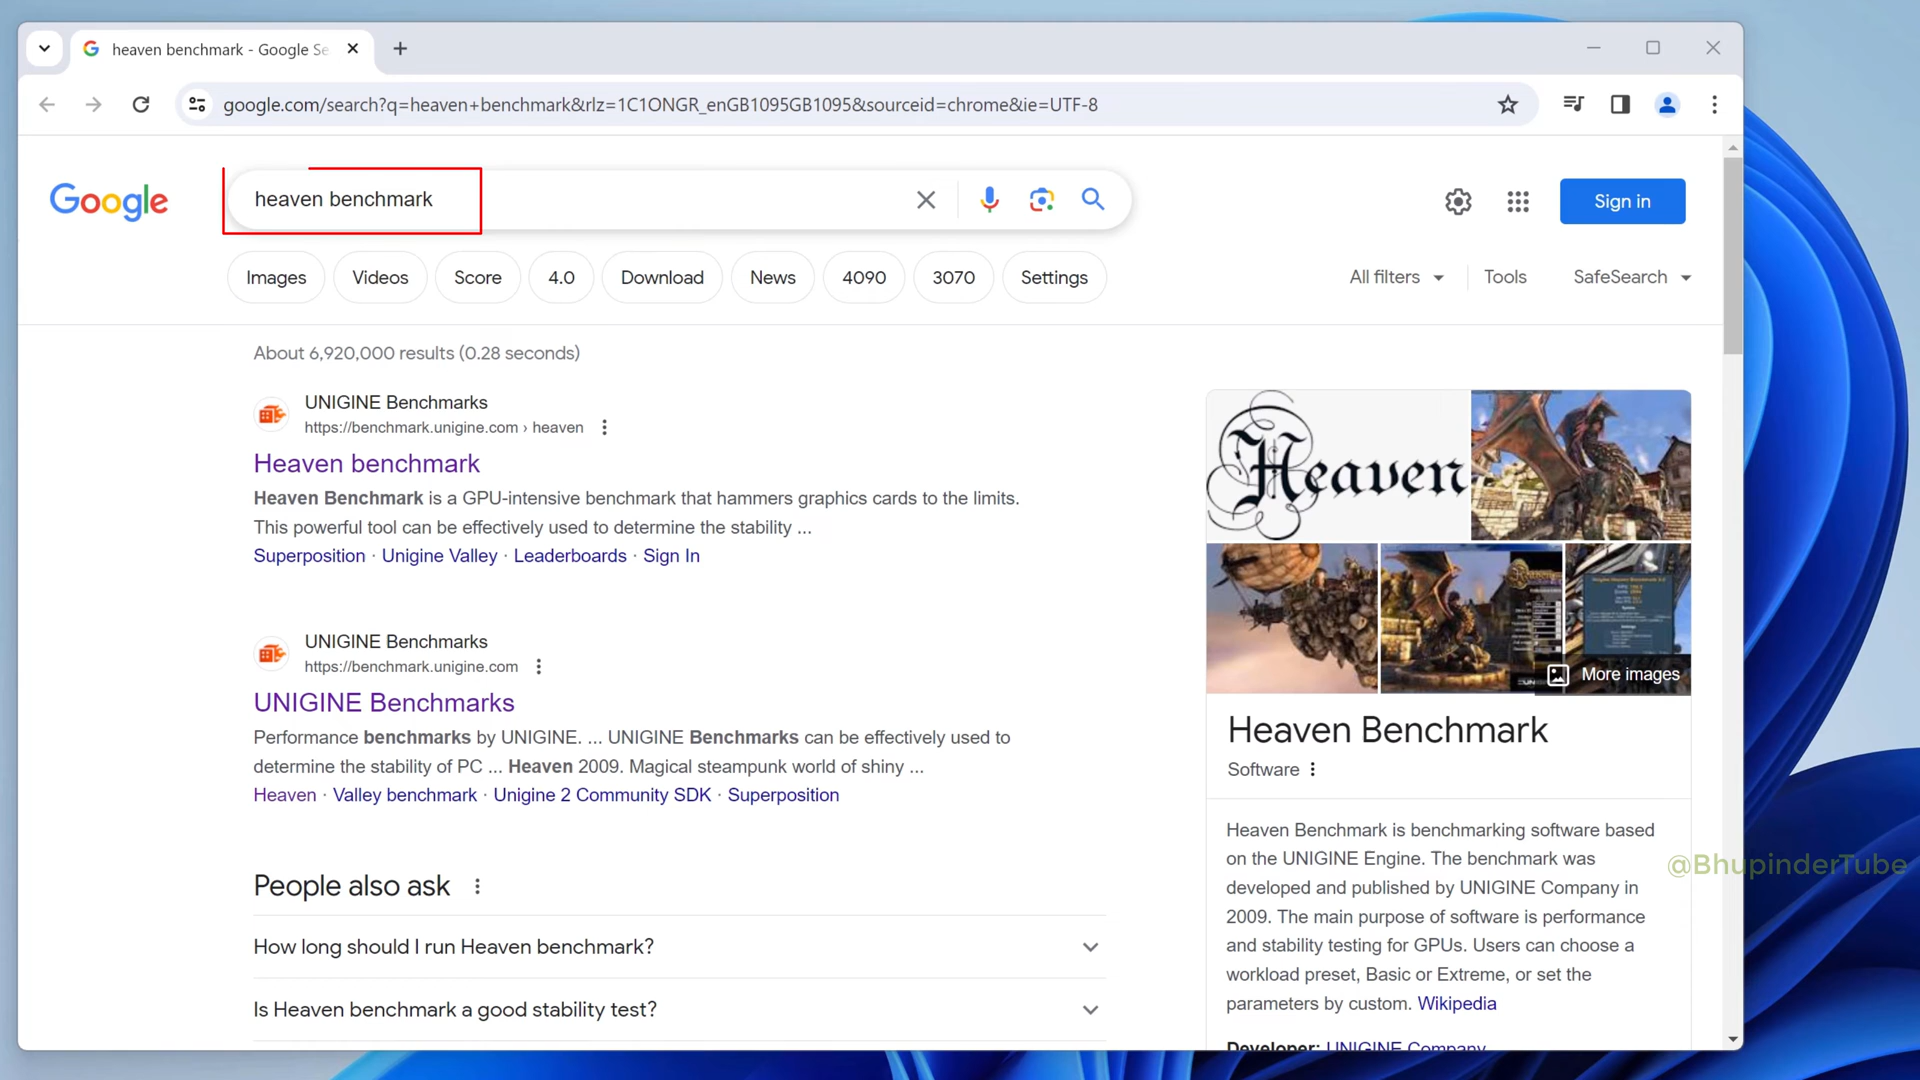 heaven benchmark - Google Se
google.com/search?q=heaven+benchmark&rlz=1C1ONGR_enGB1095GB1095&sourceid=chrome&ie=UTF-8
Google
heaven benchmark
Sign in
Images
Videos
Score
4.0
Download
News
4090
3070
Settings
All filters
Tools
SafeSearch
About 6,920,000 results (0.28 seconds)
UNIGINE Benchmarks
https://benchmark.unigine.com › heaven
Heaven benchmark
Heaven Benchmark is a GPU-intensive benchmark that hammers graphics cards to the limits.
This powerful tool can be effectively used to determine the stability ...
Superposition · Unigine Valley · Leaderboards · Sign In
UNIGINE Benchmarks
https://benchmark.unigine.com
UNIGINE Benchmarks
Performance benchmarks by UNIGINE. ... UNIGINE Benchmarks can be effectively used to
determine the stability of PC ... Heaven 2009. Magical steampunk world of shiny ...
Heaven · Valley benchmark · Unigine 2 Community SDK · Superposition
People also ask
How long should I run Heaven benchmark?
Is Heaven benchmark a good stability test?
Heaven
More images
Heaven Benchmark
Software
Heaven Benchmark is benchmarking software based
on the UNIGINE Engine. The benchmark was
developed and published by UNIGINE Company in
2009. The main purpose of software is performance
and stability testing for GPUs. Users can choose a
workload preset, Basic or Extreme, or set the
parameters by custom. Wikipedia
Developer: UNIGINE Company
@BhupinderTube